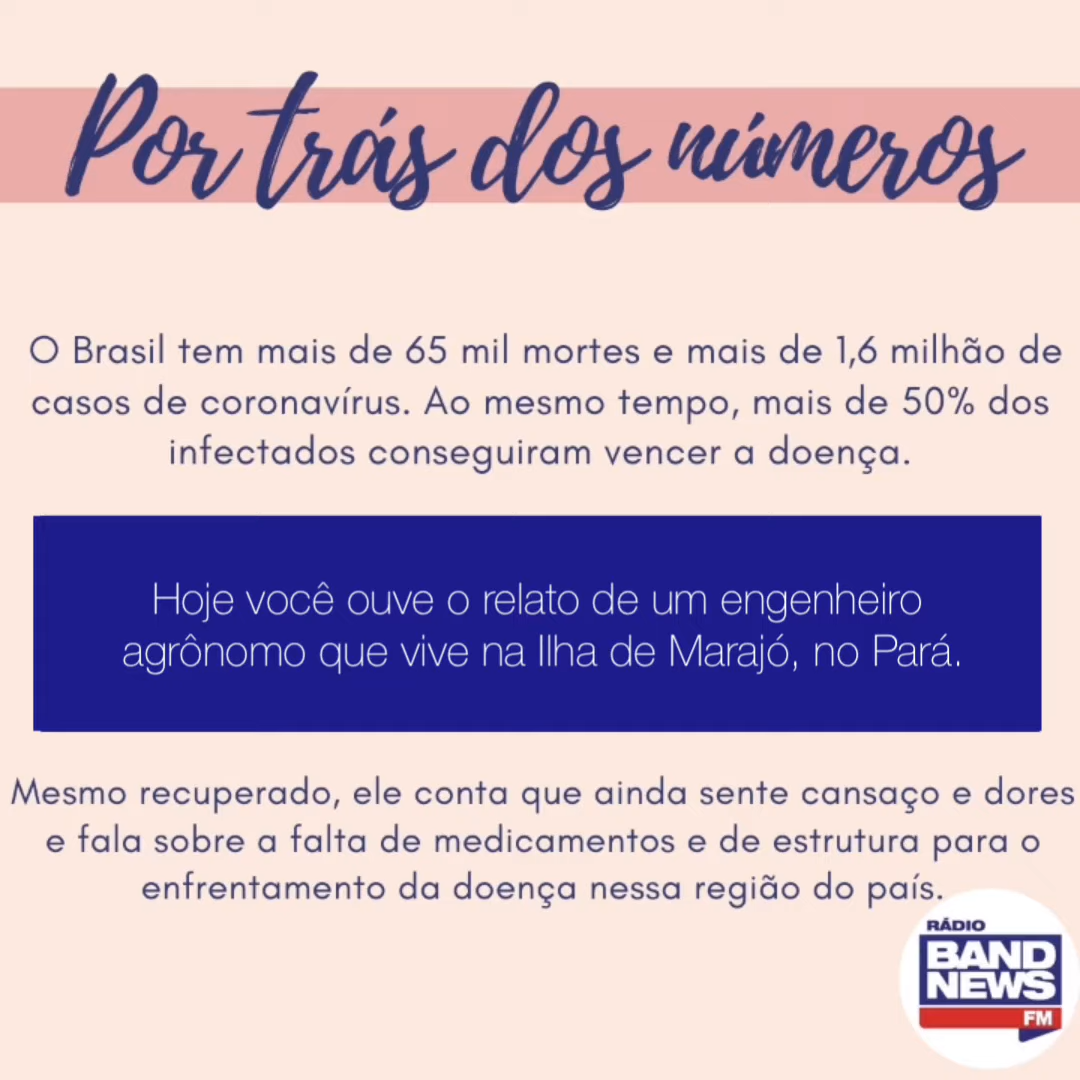 Por trás dos números
O Brasil tem mais de 65 mil mortes e mais de 1,6 milhão de
casos de coronavírus. Ao mesmo tempo, mais de 50% dos
infectados conseguiram vencer a doença.
Hoje você ouve o relato de um engenheiro
agrônomo que vive na Ilha de Marajó, no Pará.
Mesmo recuperado, ele conta que ainda sente cansaço e dores
e fala sobre a falta de medicamentos e de estrutura para o
enfrentamento da doença nessa região do país.
RÁDIO
BAND
NEWS
FM